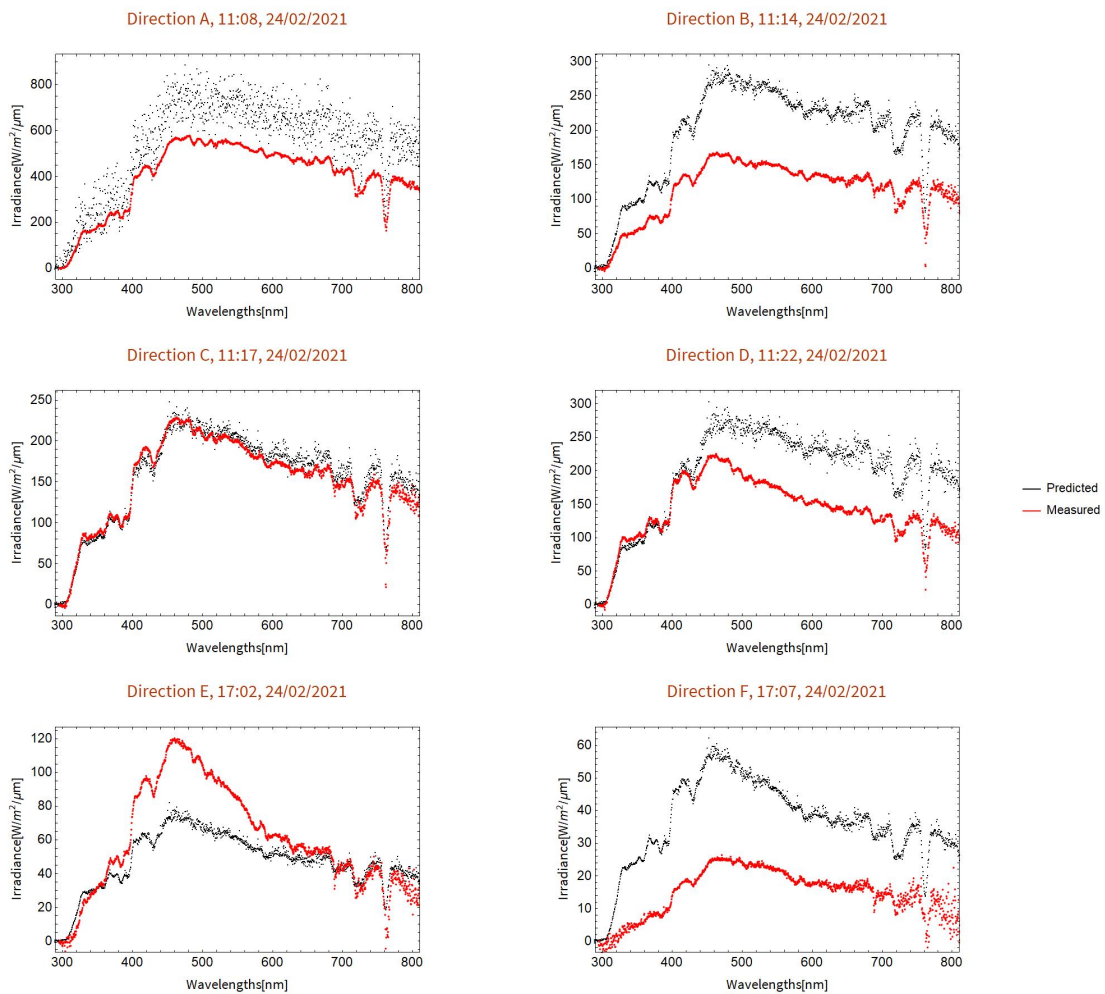 Direction A, 11:08, 24/02/2021
Irradiance[W/m²/μm]
800
600
400
200
0
300 400 500 600 700 800
Wavelengths[nm]
Direction B, 11:14, 24/02/2021
Irradiance[W/m²/μm]
300
250
200
150
100
50
0
300 400 500 600 700 800
Wavelengths[nm]
Direction C, 11:17, 24/02/2021
Irradiance[W/m²/μm]
250
200
150
100
50
0
300 400 500 600 700 800
Wavelengths[nm]
Direction D, 11:22, 24/02/2021
Irradiance[W/m²/μm]
300
250
200
150
100
50
0
300 400 500 600 700 800
Wavelengths[nm]
Predicted
Measured
Direction E, 17:02, 24/02/2021
Irradiance[W/m²/μm]
120
100
80
60
40
20
0
300 400 500 600 700 800
Wavelengths[nm]
Direction F, 17:07, 24/02/2021
Irradiance[W/m²/μm]
60
50
40
30
20
10
0
300 400 500 600 700 800
Wavelengths[nm]